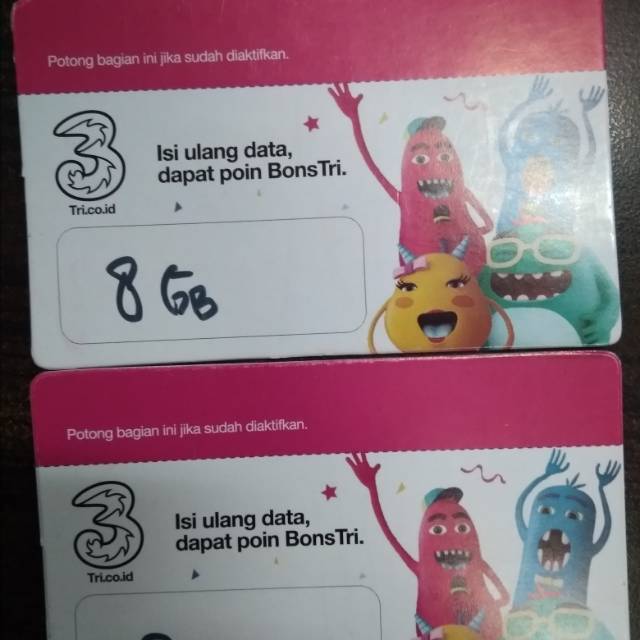 Potong bagian ini jika sudah diaktifkan.
3
Tri.co.id
Isi ulang data,
dapat poin BonsTri.
8 GB
Potong bagian ini jika sudah diaktifkan.
3
Tri.co.id
Isi ulang data,
dapat poin BonsTri.